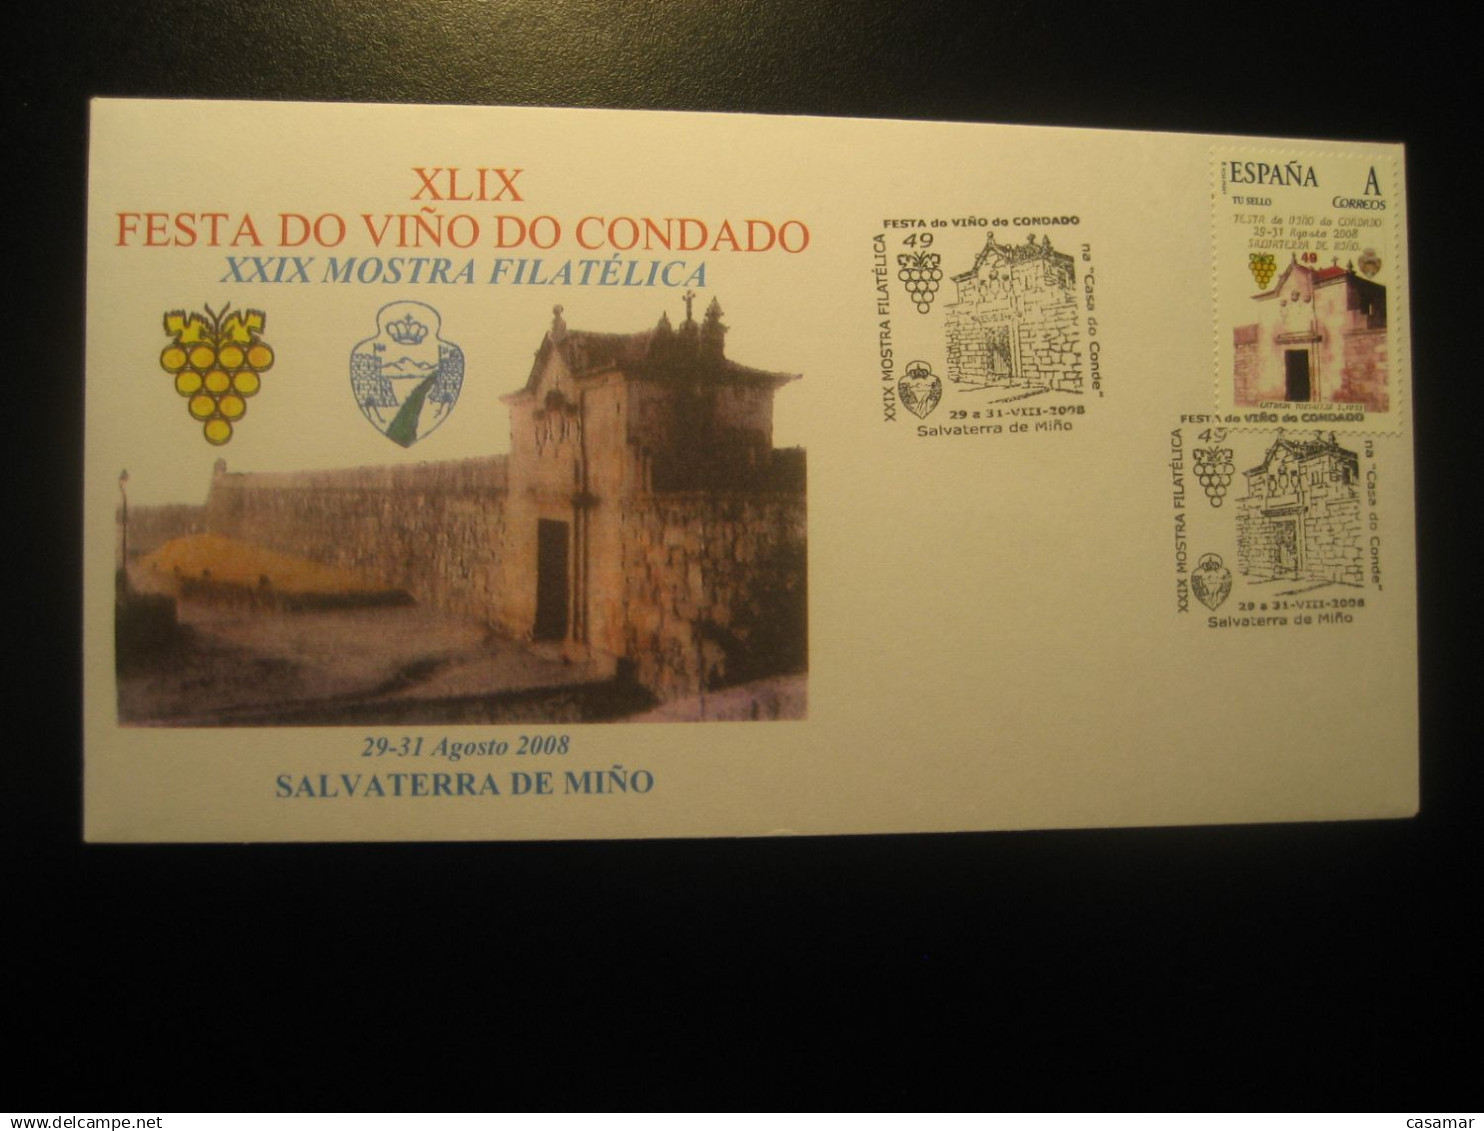 XLIX
FESTA DO VIÑO DO CONDADO
XXIX MOSTRA FILATÉLICA
29-31 Agosto 2008
SALVATERRA DE MIÑO
FESTA do VIÑO do CONDADO
49
XXIX MOSTRA FILATÉLICA
na "Casa do Conde"
29 a 31-VIII-2008
Salvaterra de Miño
ESPAÑA A
TU SELLO CORREOS
FESTA do VIÑO do CONDADO
29-31 Agosto 2008
SALVATERRA DE MIÑO.
49
FESTA do VIÑO do CONDADO
49
XXIX MOSTRA FILATÉLICA
na "Casa do Conde"
29 a 31-VIII-2008
Salvaterra de Miño
delcampe.net
casamar